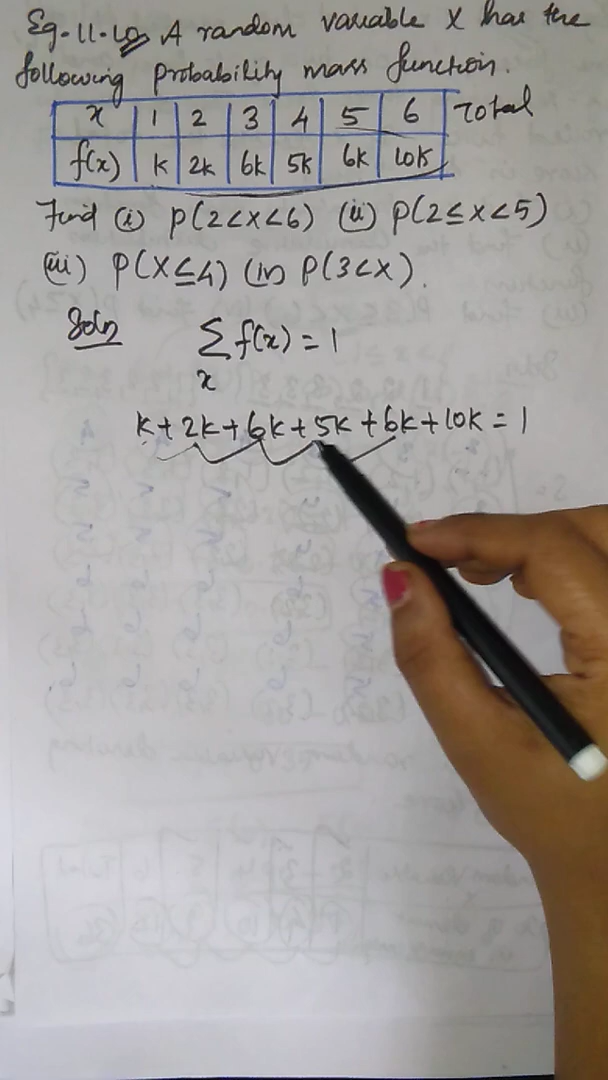 Eg. 11.10 A random variable X has the
following Probability mass function.
x 1 2 3 4 5 6 Total
f(x) k 2k 6k 5k 6k 10k
Find (i) P(2<X<6) (ii) P(2≤X<5)
(iii) P(X≤4) (iv) P(3<X).
Soln ∑ f(x) = 1
x
k+2k+6k+5k+6k+10k = 1